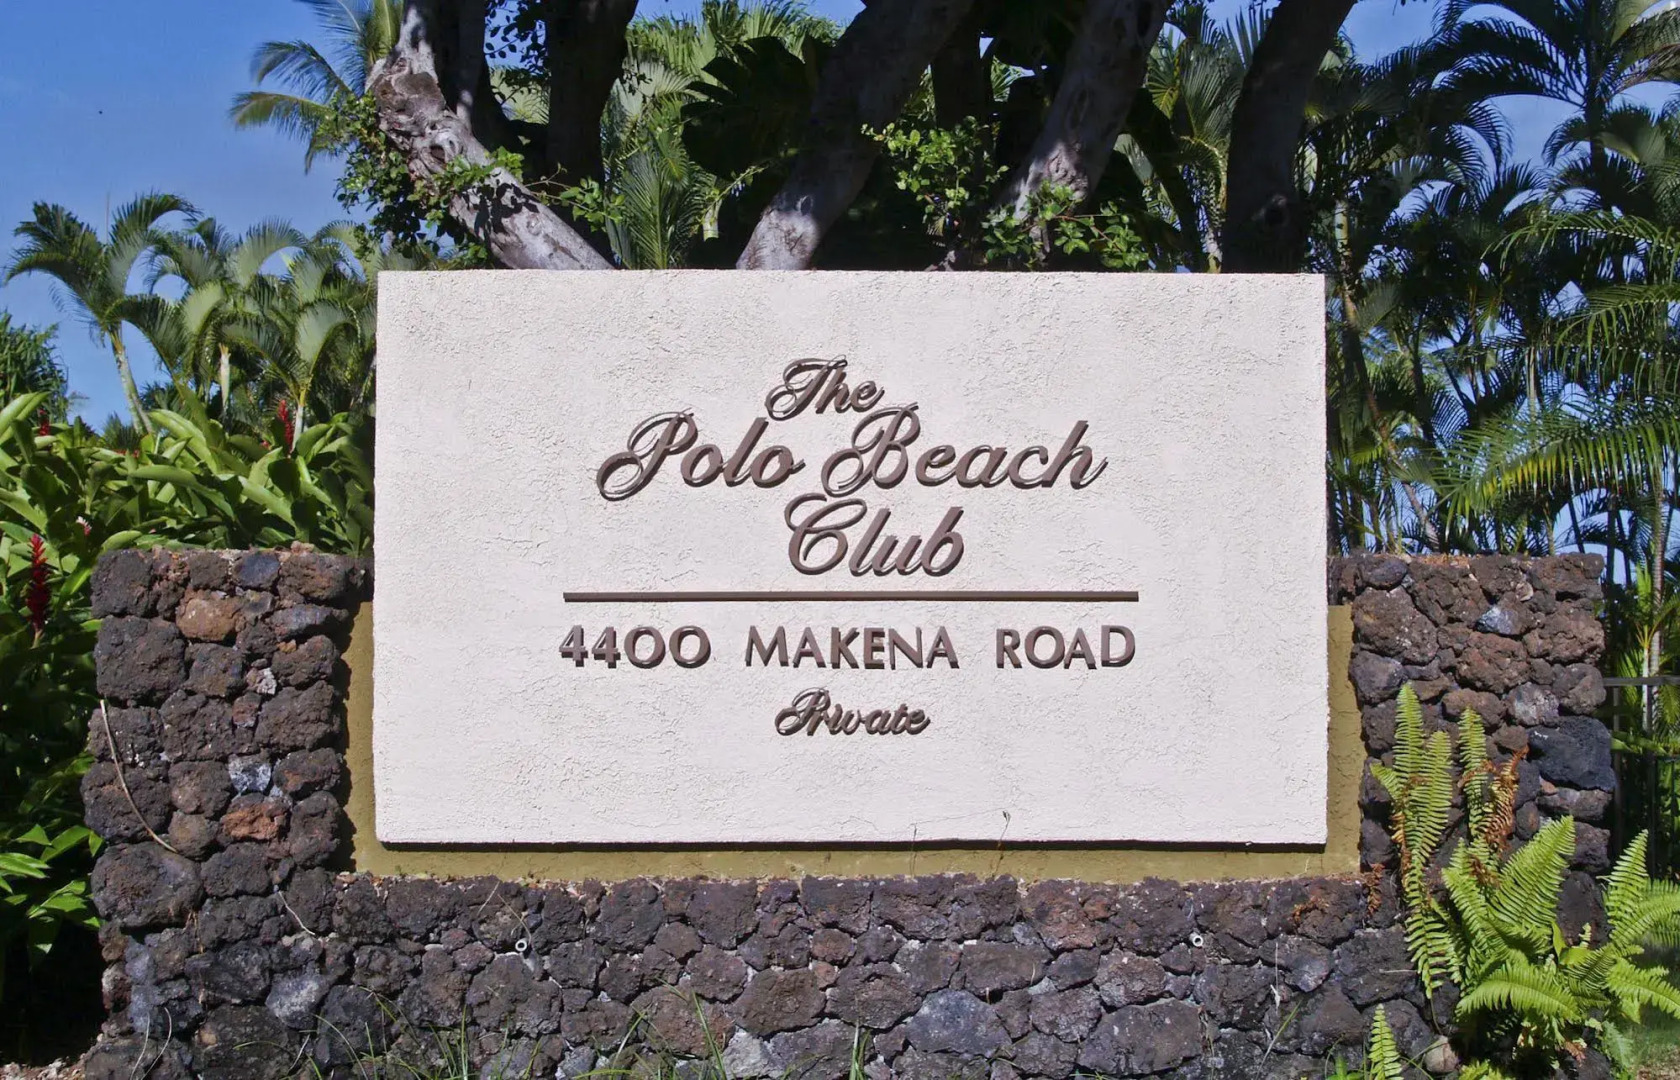 The
Polo Beach
Club
4400 MAKENA ROAD
Private